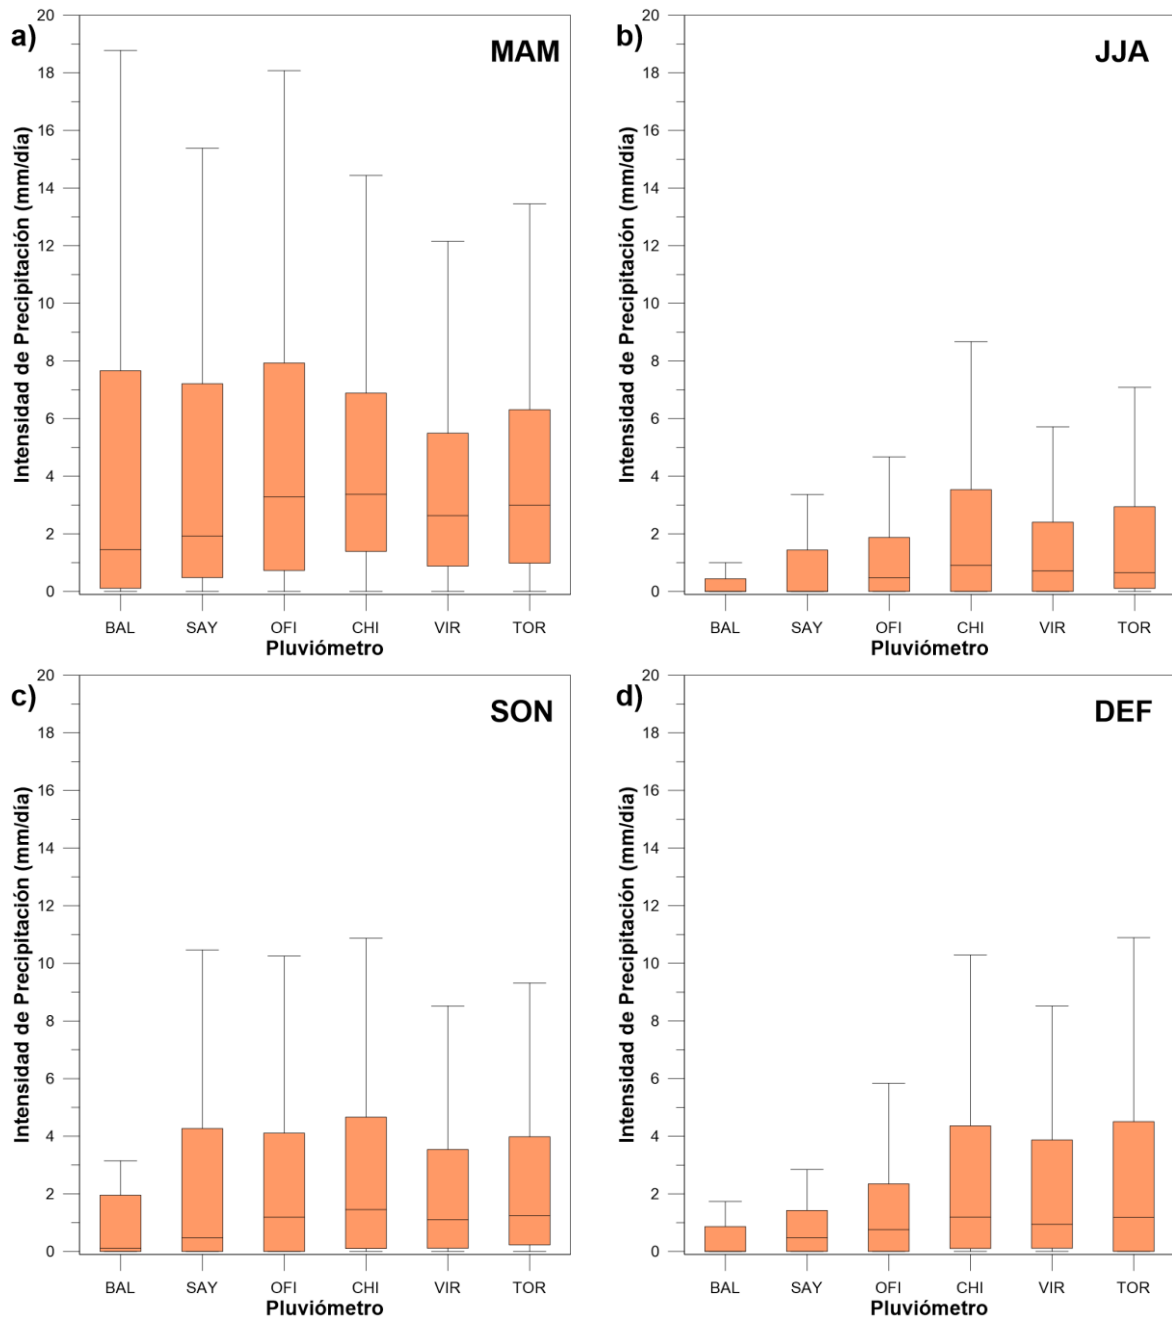 a)
MAM
Intensidad de Precipitación (mm/día)
20
18
16
14
12
10
8
6
4
2
0
BAL SAY OFI CHI VIR TOR
Pluviómetro
b)
JJA
Intensidad de Precipitación (mm/día)
20
18
16
14
12
10
8
6
4
2
0
BAL SAY OFI CHI VIR TOR
Pluviómetro
c)
SON
Intensidad de Precipitación (mm/día)
20
18
16
14
12
10
8
6
4
2
0
BAL SAY OFI CHI VIR TOR
Pluviómetro
d)
DEF
Intensidad de Precipitación (mm/día)
20
18
16
14
12
10
8
6
4
2
0
BAL SAY OFI CHI VIR TOR
Pluviómetro